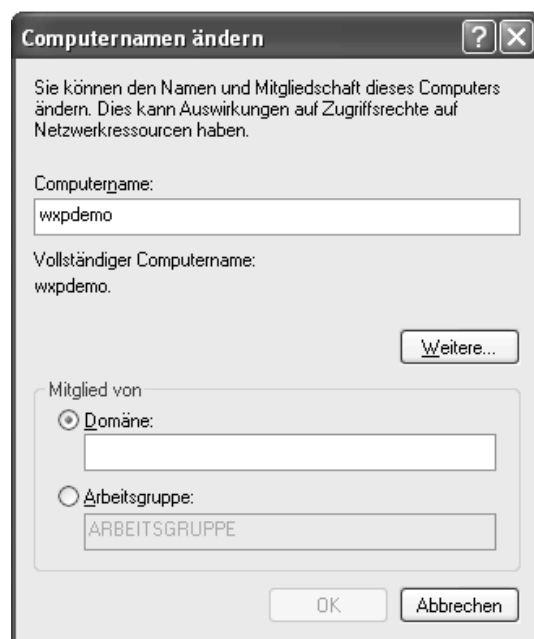 Computernamen ändern
Sie können den Namen und Mitgliedschaft dieses Computers
ändern. Dies kann Auswirkungen auf Zugriffsrechte auf
Netzwerkressourcen haben.
Computername:
wxpdemo
Vollständiger Computername:
wxpdemo.
Weitere...
Mitglied von
Domäne:
Arbeitsgruppe:
ARBEITSGRUPPE
OK Abbrechen